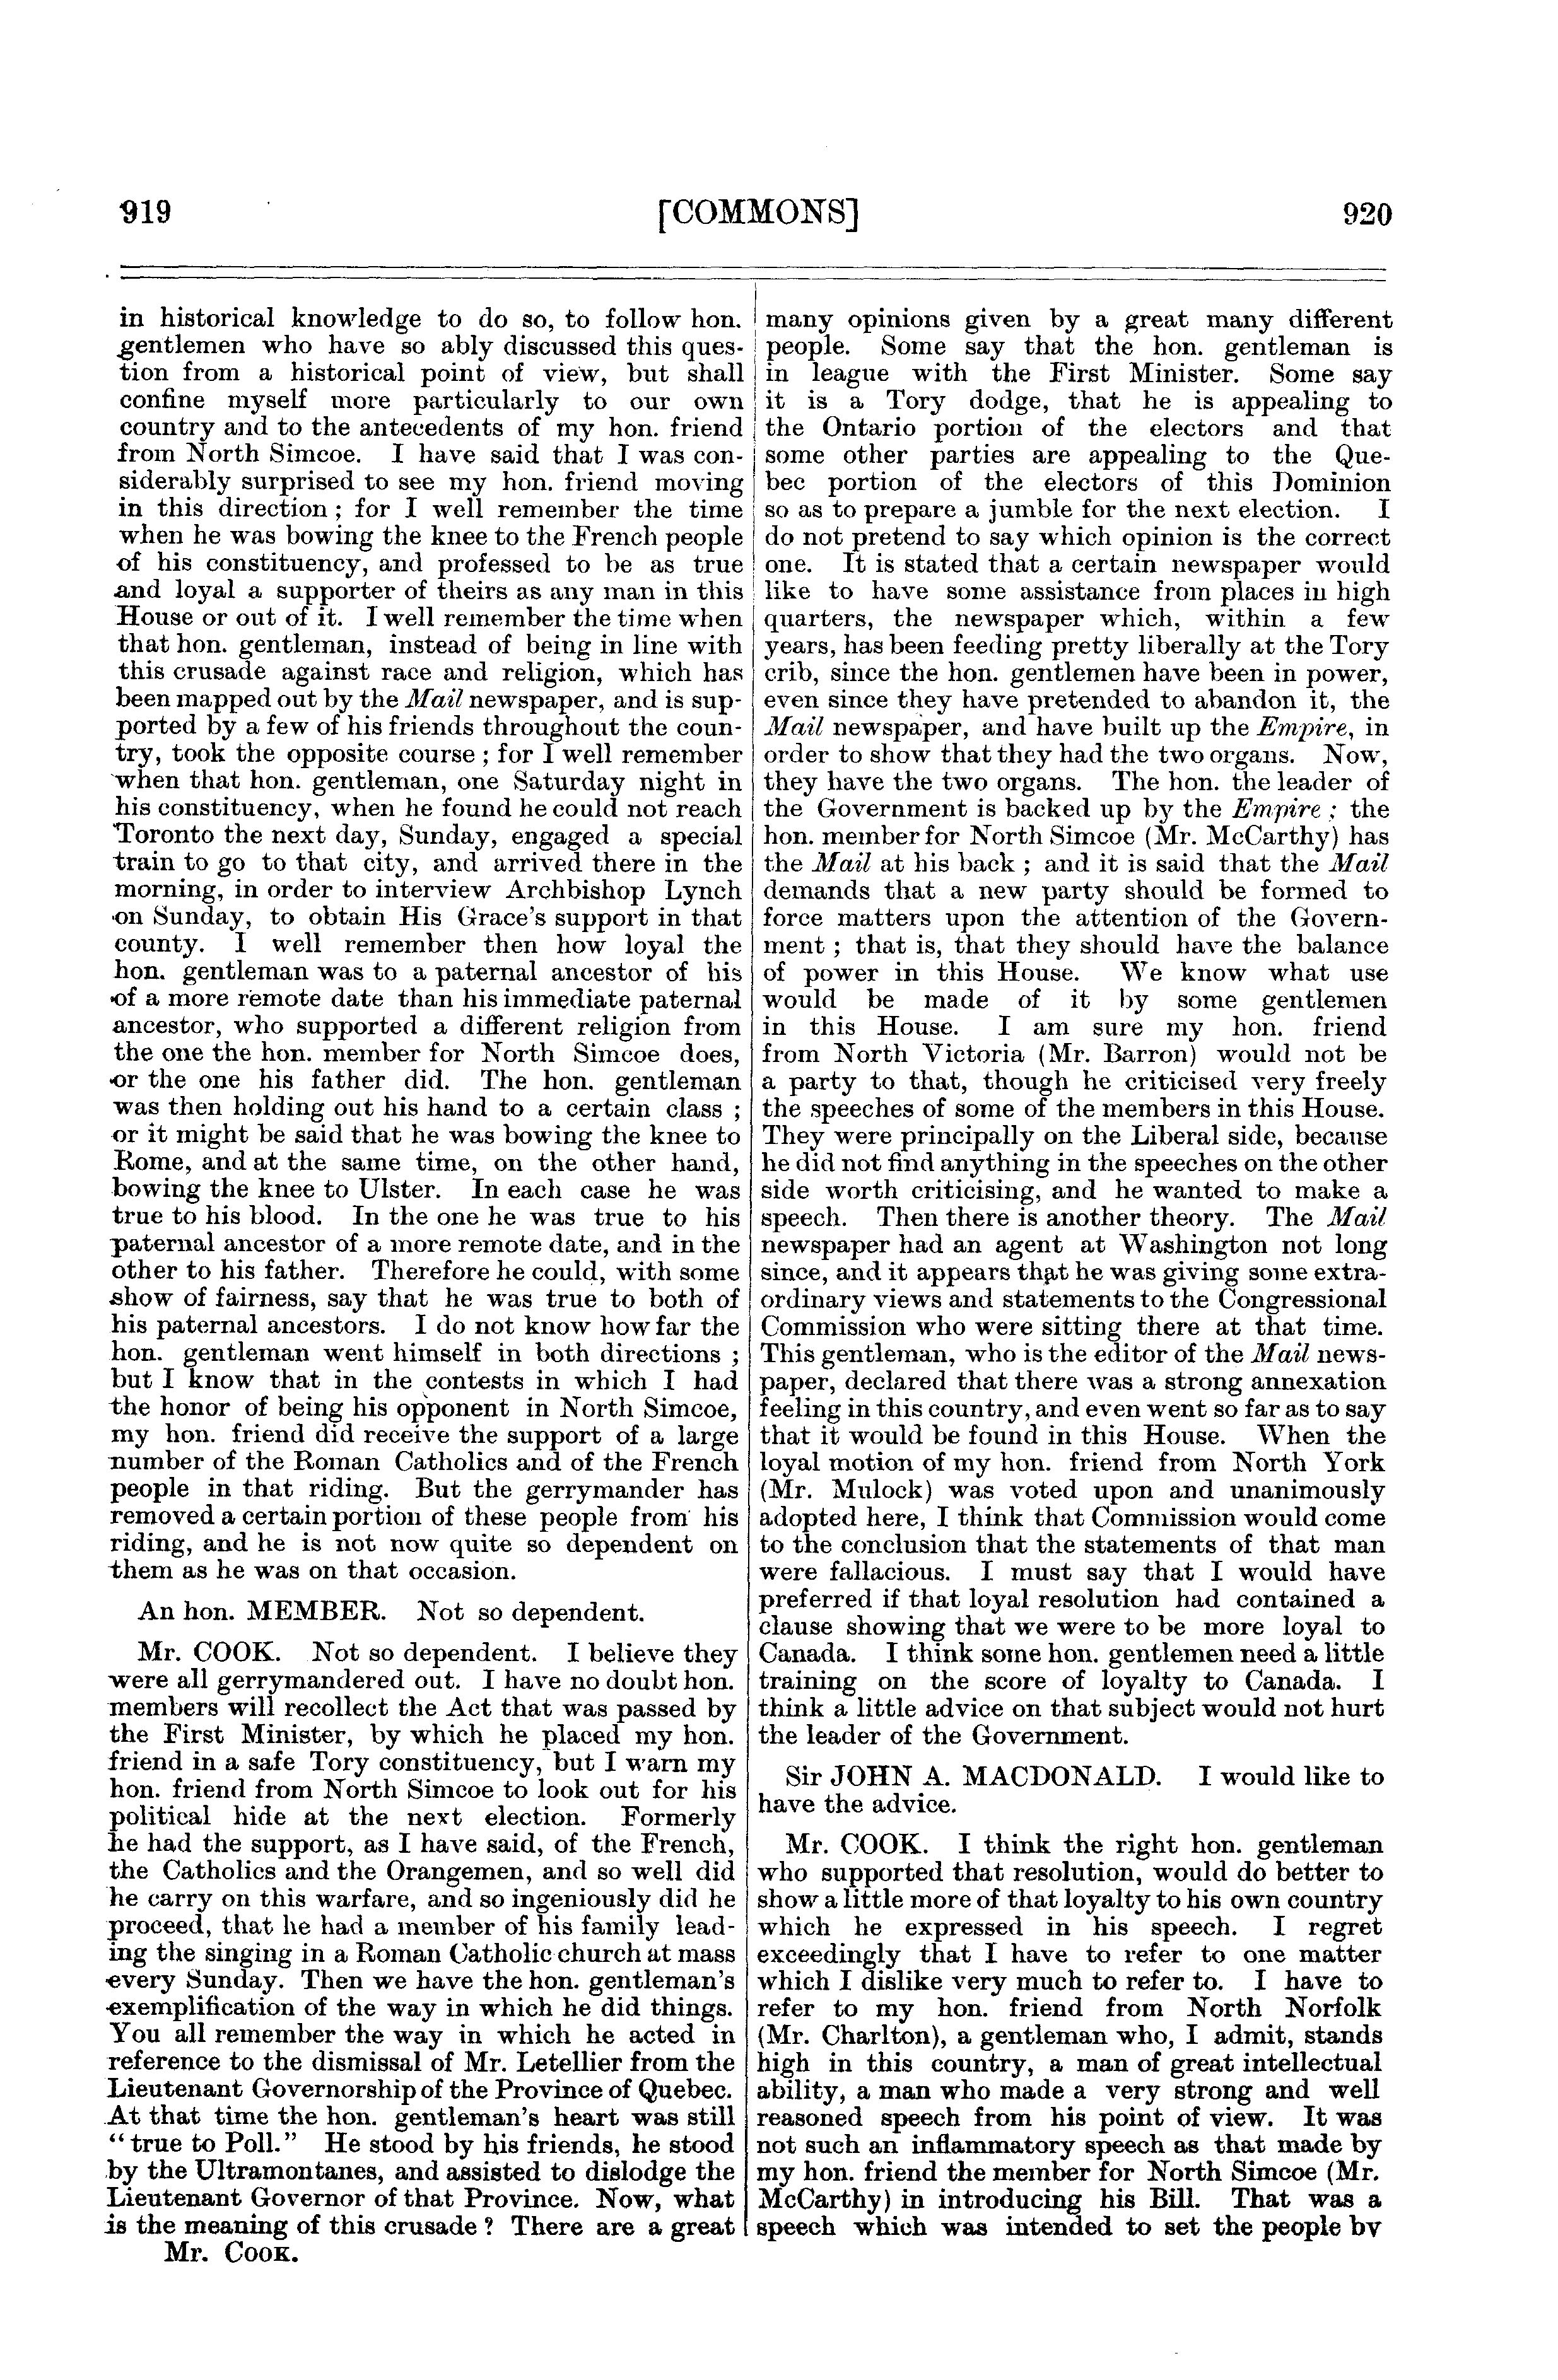 919
[COMMONS]
920
in historical knowledge to do so, to follow hon.
gentlemen who have so ably discussed this ques-
tion from a historical point of view, but shall
confine myself more particularly to our own
country and to the antecedents of my hon. friend
from North Simcoe. I have said that I was con-
siderably surprised to see my hon. friend moving
in this direction ; for I well remember the time
when he was bowing the knee to the French people
of his constituency, and professed to be as true
and loyal a supporter of theirs as any man in this
House or out of it. I well remember the time when
that hon. gentleman, instead of being in line with
this crusade against race and religion, which has
been mapped out by the Mail newspaper, and is sup-
ported by a few of his friends throughout the coun-
try, took the opposite course ; for I well remember
when that hon. gentleman, one Saturday night in
his constituency, when he found he could not reach
Toronto the next day, Sunday, engaged a special
train to go to that city, and arrived there in the
morning, in order to interview Archbishop Lynch
on Sunday, to obtain His Grace's support in that
county. I well remember then how loyal the
hon. gentleman was to a paternal ancestor of his
of a more remote date than his immediate paternal
ancestor, who supported a different religion from
the one the hon. member for North Simcoe does,
or the one his father did. The hon. gentleman
was then holding out his hand to a certain class ;
or it might be said that he was bowing the knee to
Rome, and at the same time, on the other hand,
bowing the knee to Ulster. In each case he was
true to his blood. In the one he was true to his
paternal ancestor of a more remote date, and in the
other to his father. Therefore he could, with some
show of fairness, say that he was true to both of
his paternal ancestors. I do not know how far the
hon. gentleman went himself in both directions ;
but I know that in the contests in which I had
the honor of being his opponent in North Simcoe,
my hon. friend did receive the support of a large
number of the Roman Catholics and of the French
people in that riding. But the gerrymander has
removed a certain portion of these people from his
riding, and he is not now quite so dependent on
them as he was on that occasion.
An hon. MEMBER. Not so dependent.
Mr. COOK. Not so dependent. I believe they
were all gerrymandered out. I have no doubt hon.
members will recollect the Act that was passed by
the First Minister, by which he placed my hon.
friend in a safe Tory constituency, but I warn my
hon. friend from North Simcoe to look out for his
political hide at the next election. Formerly
he had the support, as I have said, of the French,
the Catholics and the Orangemen, and so well did
he carry on this warfare, and so ingeniously did he
proceed, that he had a member of his family lead-
ing the singing in a Roman Catholic church at mass
every Sunday. Then we have the hon. gentleman's
exemplification of the way in which he did things.
You all remember the way in which he acted in
reference to the dismissal of Mr. Letellier from the
Lieutenant Governorship of the Province of Quebec.
At that time the hon. gentleman's heart was still
"true to Poll." He stood by his friends, he stood
by the Ultramontanes, and assisted to dislodge the
Lieutenant Governor of that Province. Now, what
is the meaning of this crusade ? There are a great
Mr. COOK.
many opinions given by a great many different
people. Some say that the hon. gentleman is
in league with the First Minister. Some say
it is a Tory dodge, that he is appealing to
the Ontario portion of the electors and that
some other parties are appealing to the Que-
bec portion of the electors of this Dominion
so as to prepare a jumble for the next election. I
do not pretend to say which opinion is the correct
one. It is stated that a certain newspaper would
like to have some assistance from places in high
quarters, the newspaper which, within a few
years, has been feeding pretty liberally at the Tory
crib, since the hon. gentlemen have been in power,
even since they have pretended to abandon it, the
Mail newspaper, and have built up the Empire, in
order to show that they had the two organs. Now,
they have the two organs. The hon. the leader of
the Government is backed up by the Empire ; the
hon. member for North Simcoe (Mr. McCarthy) has
the Mail at his back ; and it is said that the Mail
demands that a new party should be formed to
force matters upon the attention of the Govern-
ment ; that is, that they should have the balance
of power in this House. We know what use
would be made of it by some gentlemen
in this House. I am sure my hon. friend
from North Victoria (Mr. Barron) would not be
a party to that, though he criticised very freely
the speeches of some of the members in this House.
They were principally on the Liberal side, because
he did not find anything in the speeches on the other
side worth criticising, and he wanted to make a
speech. Then there is another theory. The Mail
newspaper had an agent at Washington not long
since, and it appears that he was giving some extra-
ordinary views and statements to the Congressional
Commission who were sitting there at that time.
This gentleman, who is the editor of the Mail news-
paper, declared that there was a strong annexation
feeling in this country, and even went so far as to say
that it would be found in this House. When the
loyal motion of my hon. friend from North York
(Mr. Mulock) was voted upon and unanimously
adopted here, I think that Commission would come
to the conclusion that the statements of that man
were fallacious. I must say that I would have
preferred if that loyal resolution had contained a
clause showing that we were to be more loyal to
Canada. I think some hon. gentlemen need a little
training on the score of loyalty to Canada. I
think a little advice on that subject would not hurt
the leader of the Government.
Sir JOHN A. MACDONALD. I would like to
have the advice.
Mr. COOK. I think the right hon. gentleman
who supported that resolution, would do better to
show a little more of that loyalty to his own country
which he expressed in his speech. I regret
exceedingly that I have to refer to one matter
which I dislike very much to refer to. I have to
refer to my hon. friend from North Norfolk
(Mr. Charlton), a gentleman who, I admit, stands
high in this country, a man of great intellectual
ability, a man who made a very strong and well
reasoned speech from his point of view. It was
not such an inflammatory speech as that made by
my hon. friend the member for North Simcoe (Mr.
McCarthy) in introducing his Bill. That was a
speech which was intended to set the people by